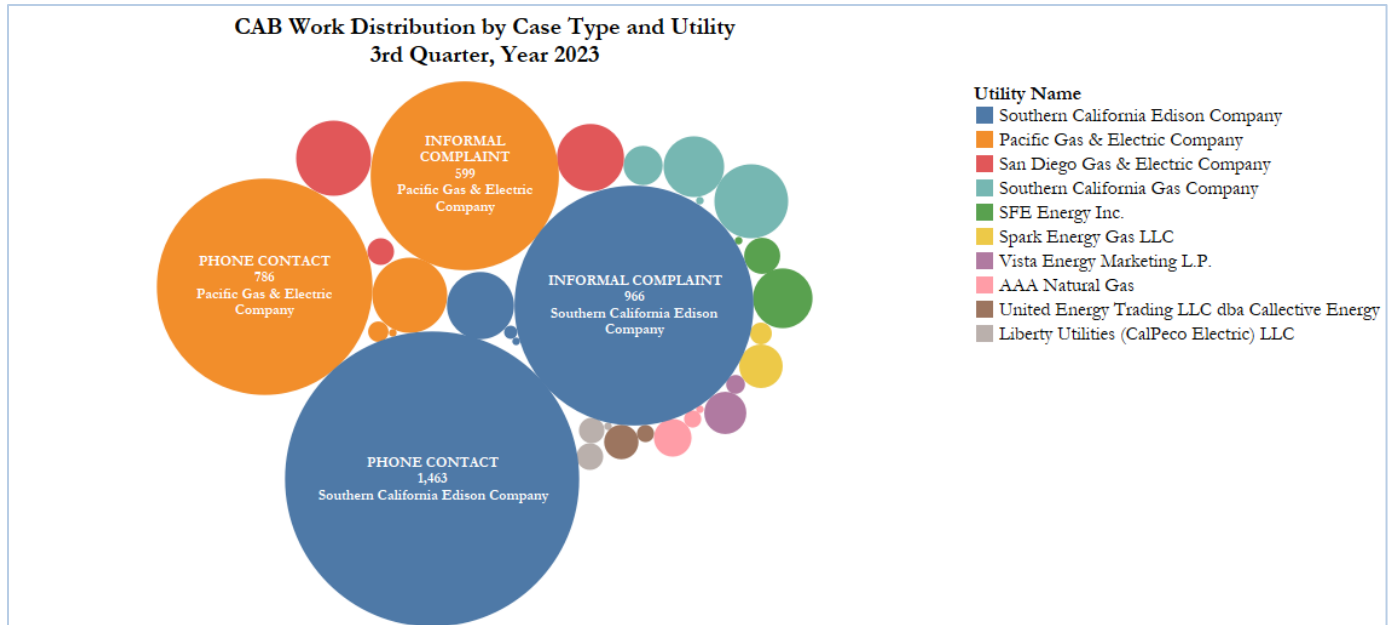 CAB Work Distribution by Case Type and Utility
3rd Quarter, Year 2023
INFORMAL
COMPLAINT
599
Pacific Gas & Electric
Company
PHONE CONTACT
786
Pacific Gas & Electric
Company
INFORMAL COMPLAINT
966
Southern California Edison
Company
PHONE CONTACT
1,463
Southern California Edison Company
Utility Name
Southern California Edison Company
Pacific Gas & Electric Company
San Diego Gas & Electric Company
Southern California Gas Company
SFE Energy Inc.
Spark Energy Gas LLC
Vista Energy Marketing L.P.
AAA Natural Gas
United Energy Trading LLC dba Callective Energy
Liberty Utilities (CalPeco Electric) LLC